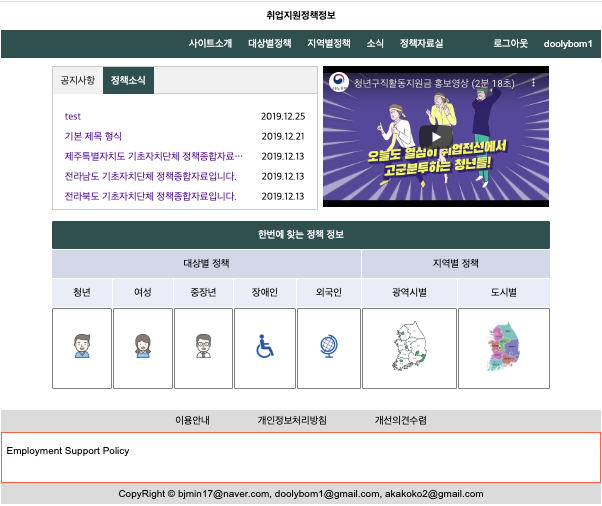 취업지원정책정보
사이트소개 대상별정책 지역별정책 소식 정책자료실 로그아웃 doolybom1
공지사항 정책소식
test 2019.12.25
기본 제목 형식 2019.12.21
제주특별자치도 기초자치단체 정책종합자료… 2019.12.13
전라남도 기초자치단체 정책종합자료입니다. 2019.12.13
전라북도 기초자치단체 정책종합자료입니다. 2019.12.13
청년구직활동지원금 홍보영상 (2분 18초)
오늘도 열심히 취업전선에서
고군분투하는 청년들!
한번에 찾는 정책 정보
대상별 정책 지역별 정책
청년 여성 중장년 장애인 외국인 광역시별 도시별
이용안내 개인정보처리방침 개선의견수렴
Employment Support Policy
CopyRight © bjmin17@naver.com, doolybom1@gmail.com, akakoko2@gmail.com